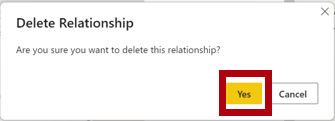 Delete Relationship
Are you sure you want to delete this relationship?
Yes Cancel